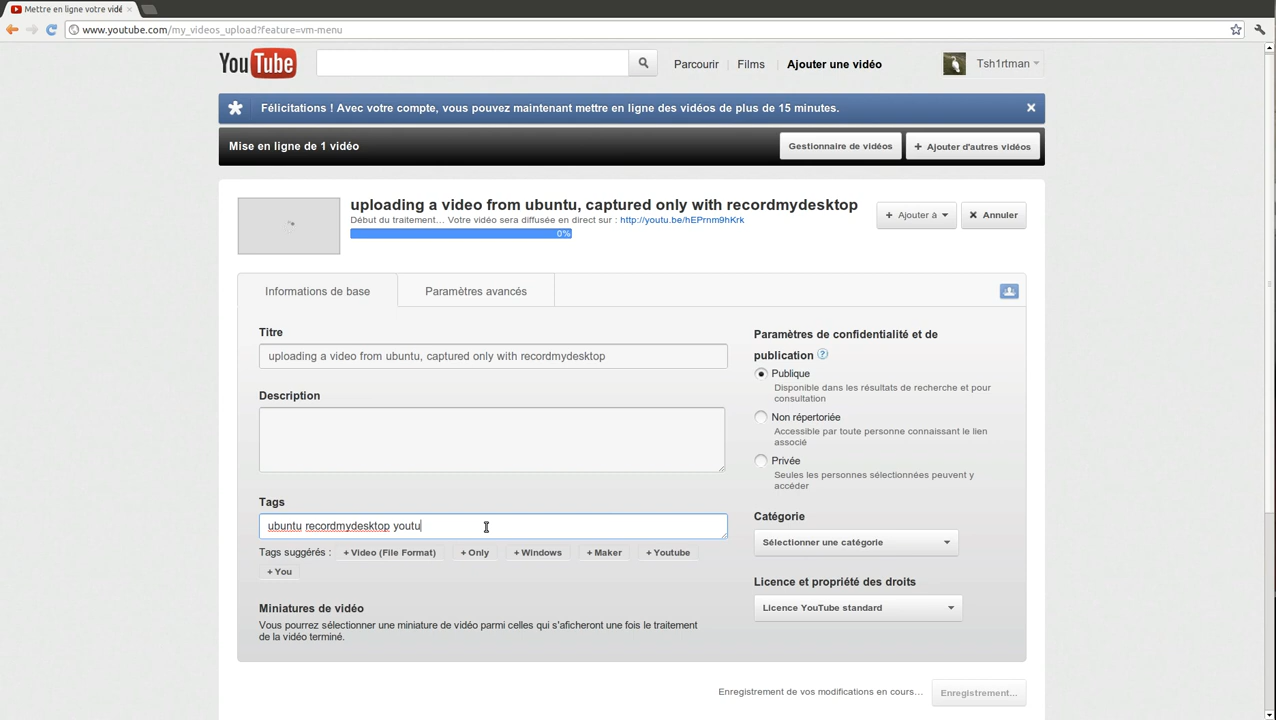 Mettre en ligne votre vidé
www.youtube.com/my_videos_upload?feature=vm-menu
YouTube
Parcourir
Films
Ajouter une vidéo
Tsh1rtman
Félicitations ! Avec votre compte, vous pouvez maintenant mettre en ligne des vidéos de plus de 15 minutes.
Mise en ligne de 1 vidéo
Gestionnaire de vidéos
+ Ajouter d'autres vidéos
uploading a video from ubuntu, captured only with recordmydesktop
Début du traitement… Votre vidéo sera diffusée en direct sur : http://youtu.be/hEPrnm9hKrk
0%
+ Ajouter à
Annuler
Informations de base
Paramètres avancés
Titre
uploading a video from ubuntu, captured only with recordmydesktop
Description
Tags
ubuntu recordmydesktop youtu
Tags suggérés :
+ Video (File Format)
+ Only
+ Windows
+ Maker
+ Youtube
+ You
Miniatures de vidéo
Vous pourrez sélectionner une miniature de vidéo parmi celles qui s'aficheront une fois le traitement
de la vidéo terminé.
Paramètres de confidentialité et de
publication ?
Publique
Disponible dans les résultats de recherche et pour
consultation
Non répertoriée
Accessible par toute personne connaissant le lien
associé
Privée
Seules les personnes sélectionnées peuvent y
accéder
Catégorie
Sélectionner une catégorie
Licence et propriété des droits
Licence YouTube standard
Enregistrement de vos modifications en cours…
Enregistrement...